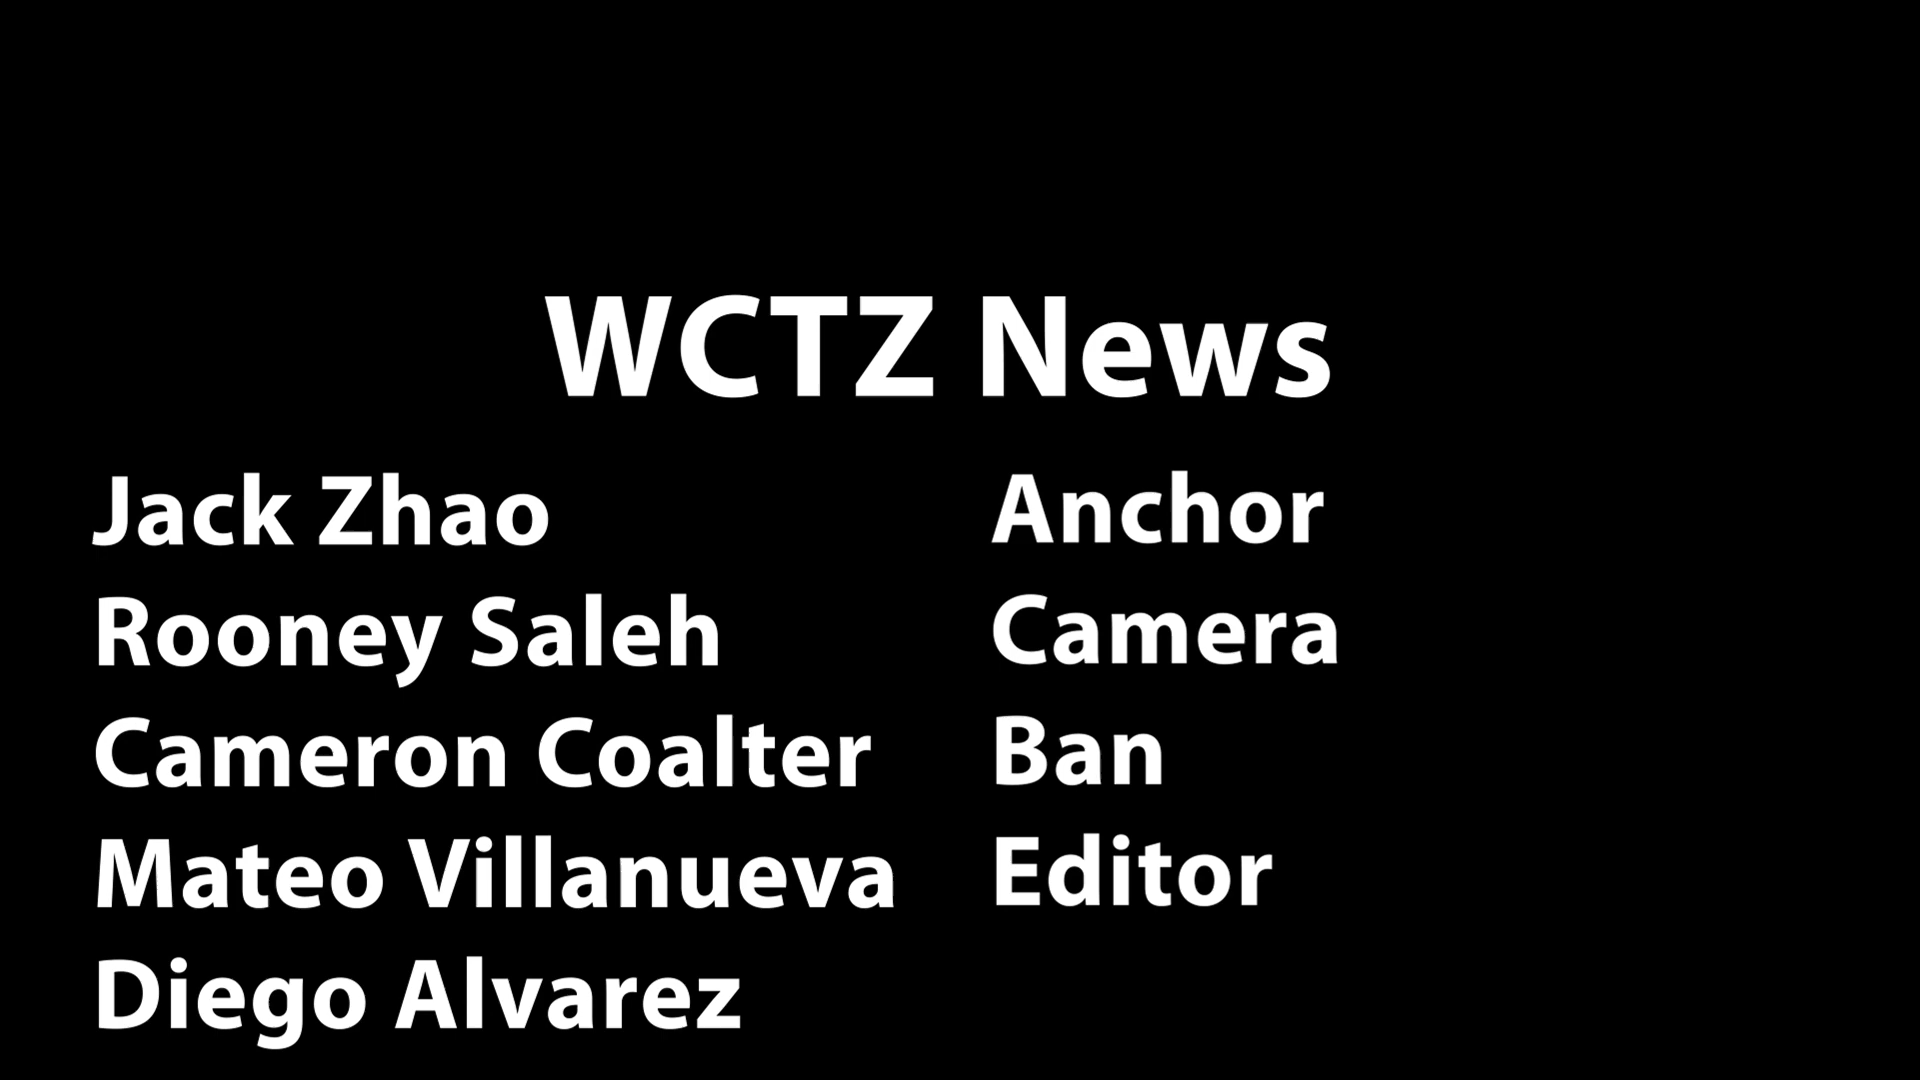 WCTZ News
Jack Zhao Anchor
Rooney Saleh Camera
Cameron Coalter Ban
Mateo Villanueva Editor
Diego Alvarez